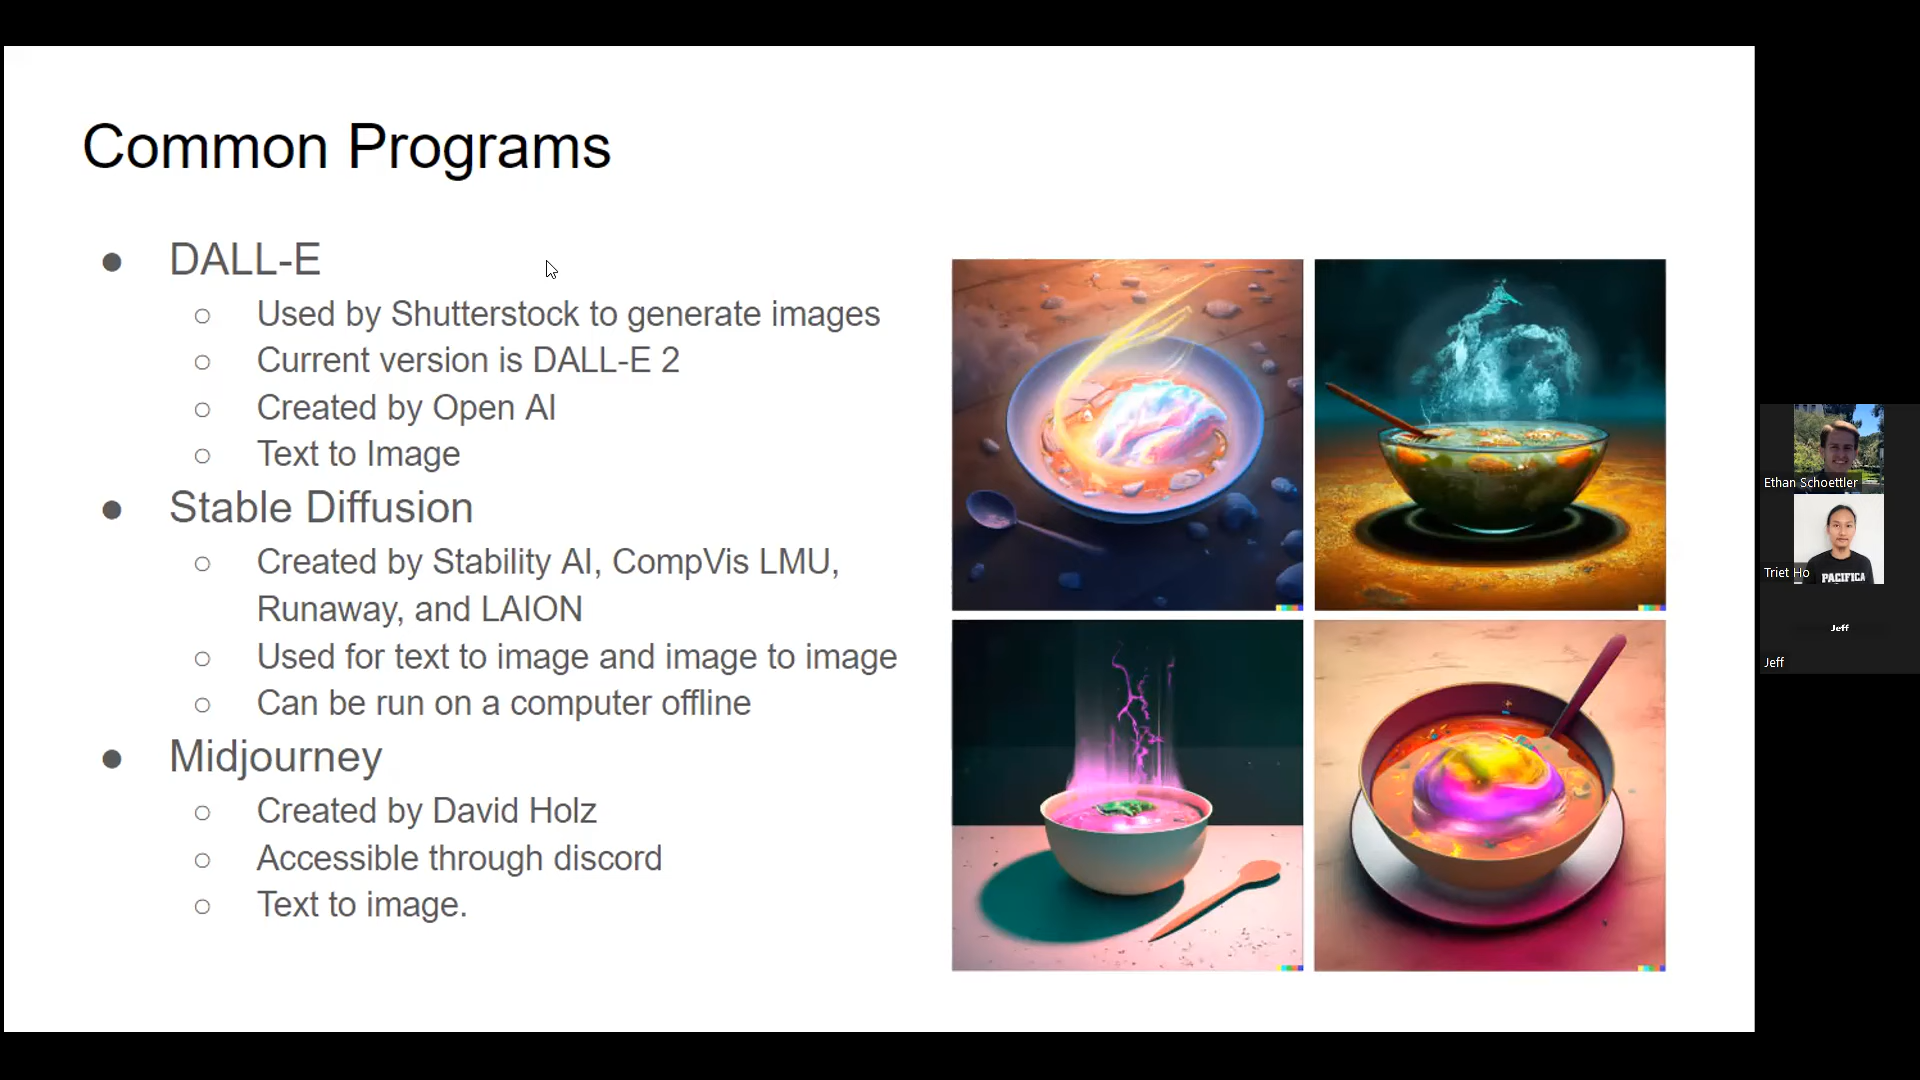 Common Programs
● DALL-E
○ Used by Shutterstock to generate images
○ Current version is DALL-E 2
○ Created by Open AI
○ Text to Image
● Stable Diffusion
○ Created by Stability AI, CompVis LMU,
Runaway, and LAION
○ Used for text to image and image to image
○ Can be run on a computer offline
● Midjourney
○ Created by David Holz
○ Accessible through discord
○ Text to image.
Ethan Schoettler
Triet Ho
PACIFICA
Jeff
Jeff